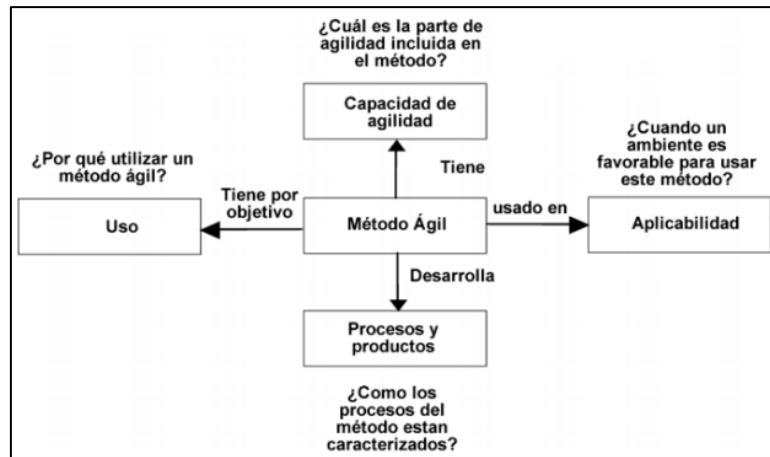 ¿Cuál es la parte de
agilidad incluida en
el método?
Capacidad de
agilidad
¿Cuando un
ambiente es
favorable para usar
este método?
¿Por qué utilizar un
método ágil?
Tiene
Tiene por
objetivo
usado en
Uso
Método Ágil
Aplicabilidad
Desarrolla
Procesos y
productos
¿Como los
procesos del
método estan
caracterizados?